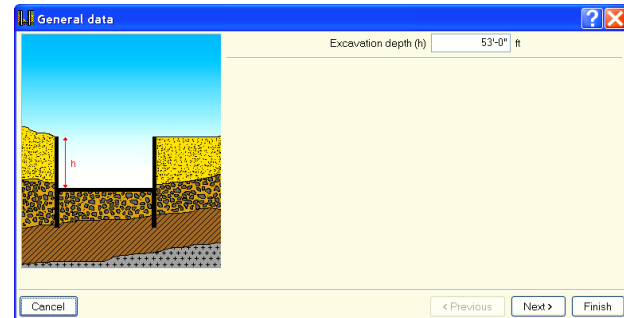 General data
Excavation depth (h) 53'-0" ft
h
Cancel < Previous Next > Finish